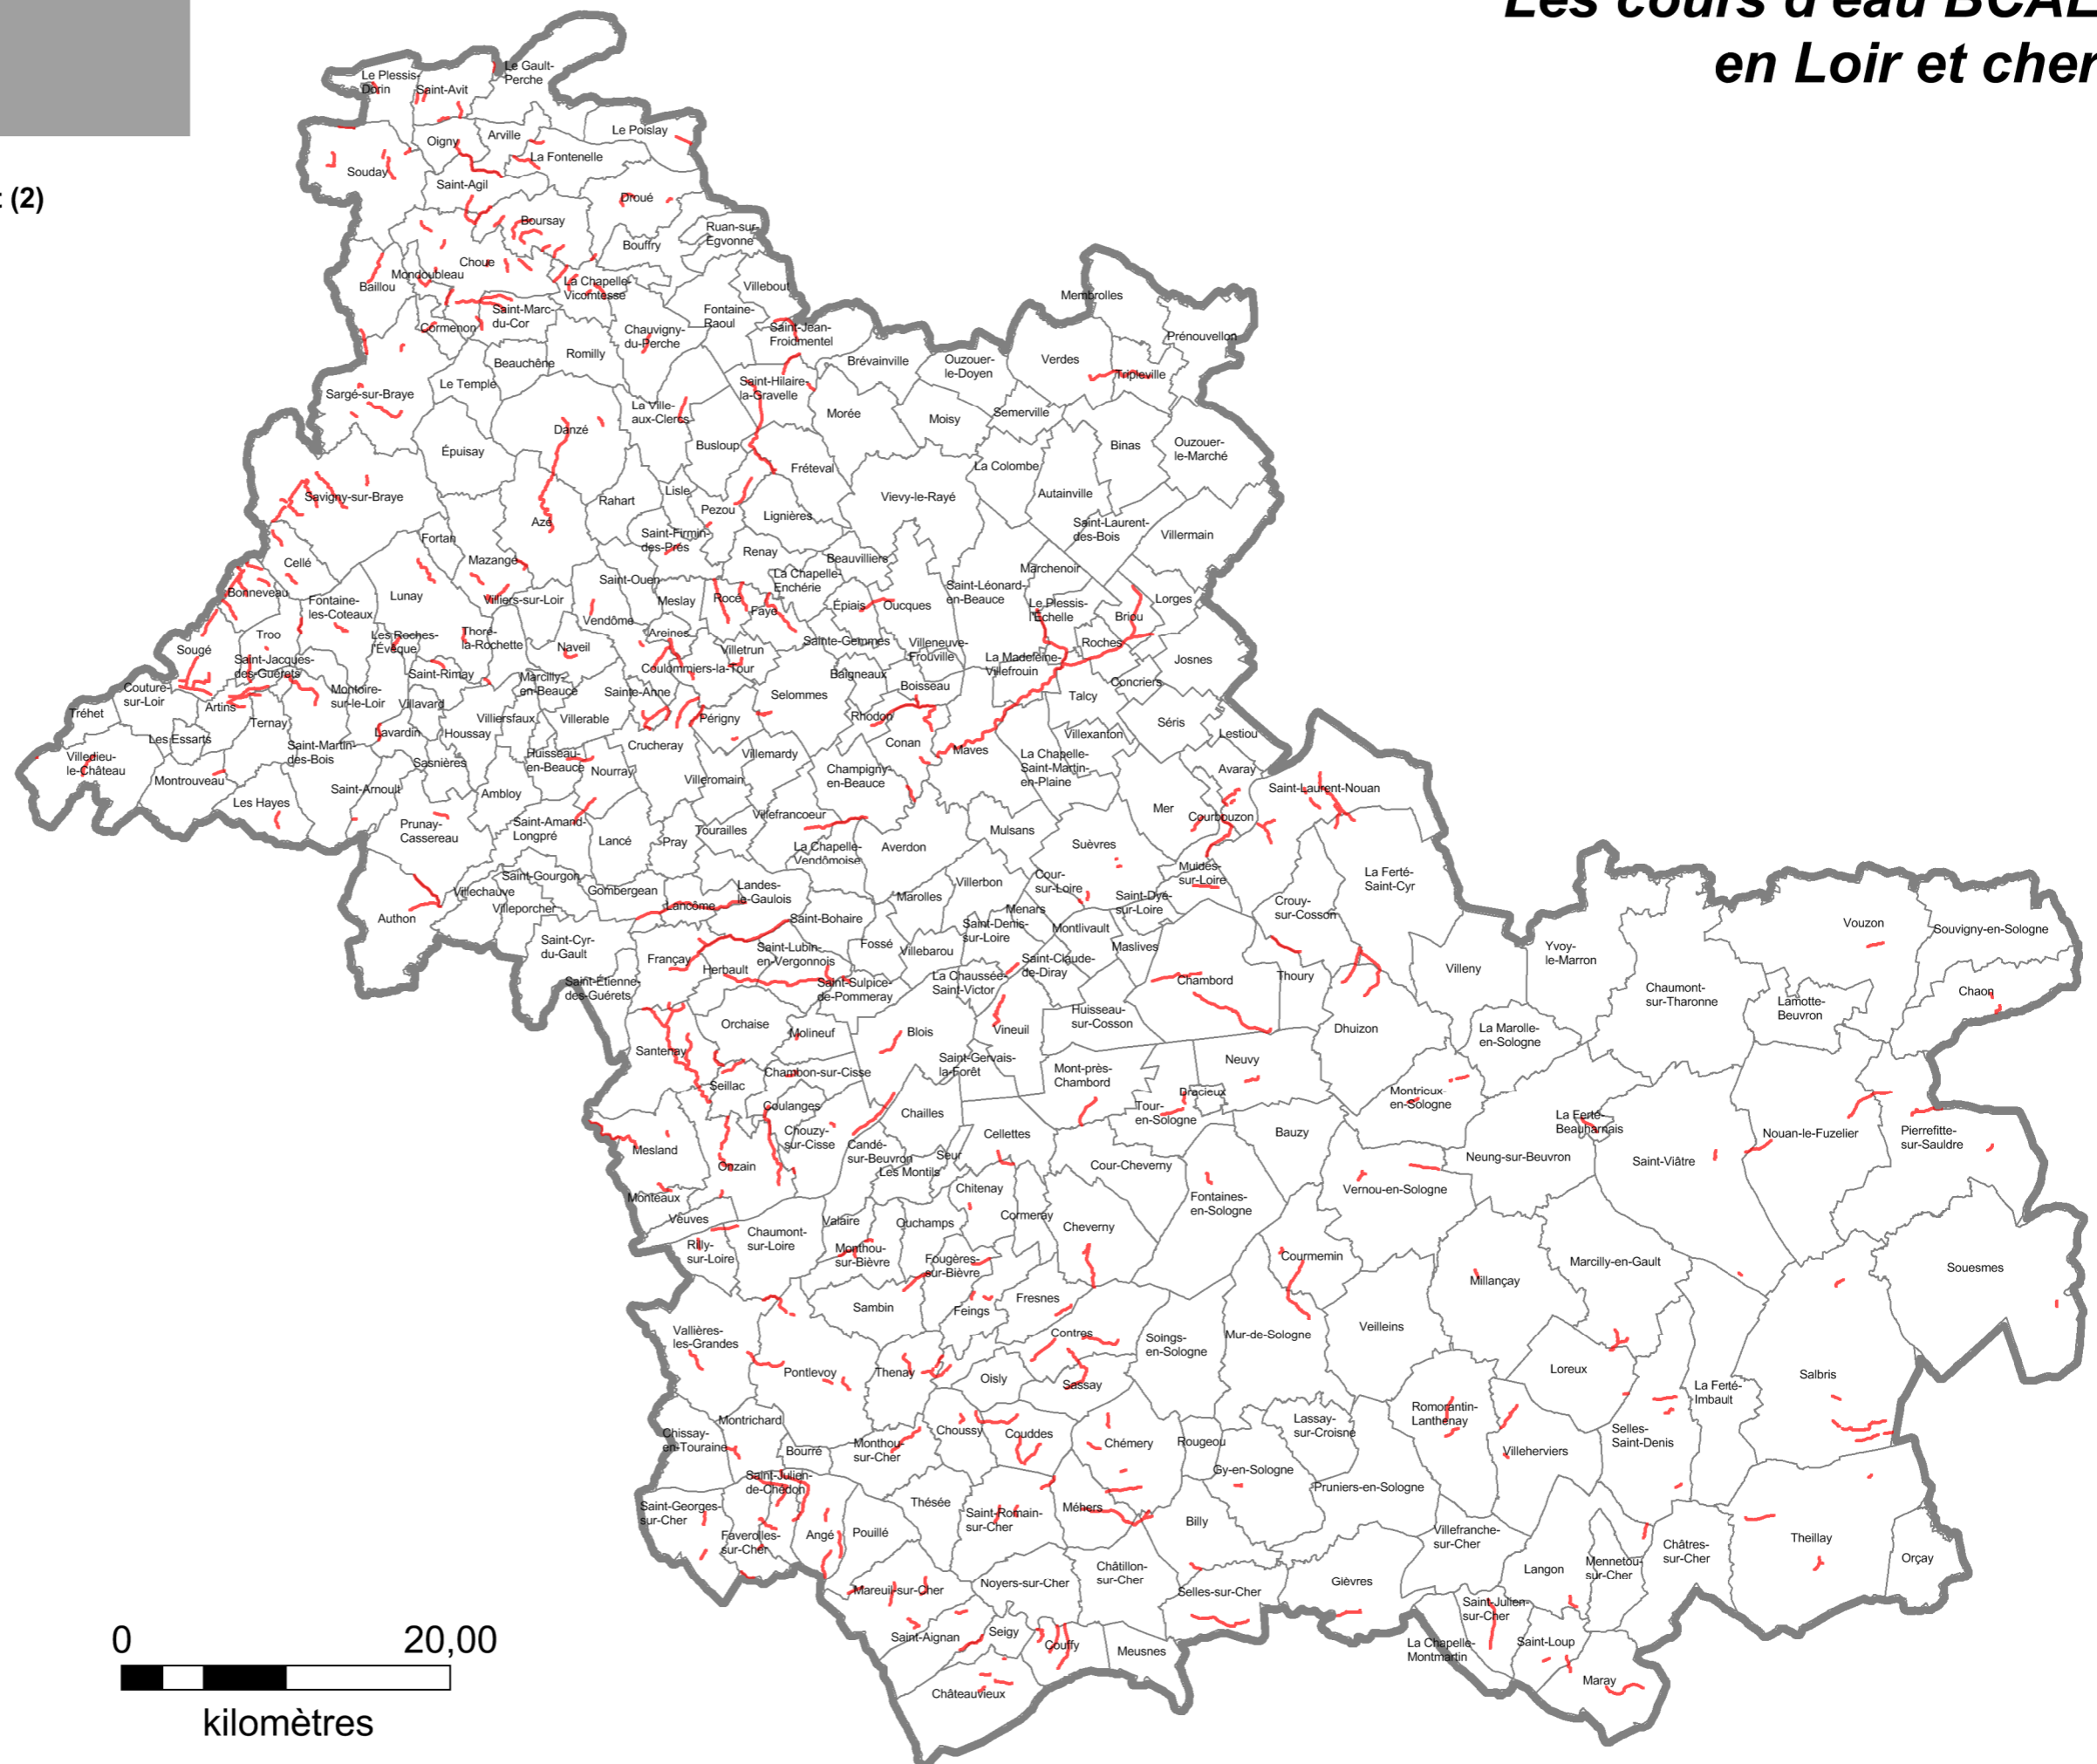 Les cours d'eau BCAE
en Loir et cher
(2)
Le Gault-
Perche
Le Plessis-
Dorin
Saint-Avit
Le Poislay
Arville
Oigny
La Fontenelle
Souday
Saint-Agil
Droué
Boursay
Ruan-sur-
Egvonne
Bouffry
Choue
Mondoubleau
Baillou
La Chapelle-
Vicomtesse
Villebout
Membrolles
Saint-Marc-
du-Cor
Fontaine-
Raoul
Cormenon
Chauvigny-
du-Perche
Saint-Jean-
Froidmentel
Prénouvellon
Romilly
Beauchêne
Brévainville
Ouzouer-
le-Doyen
Verdes
Tripleville
Le Temple
Sargé-sur-Braye
Saint-Hilaire-
la-Gravelle
La Ville-
aux-Clercs
Morée
Moisy
Semerville
Danzé
Busloup
Binas
Ouzouer-
le-Marché
Épuisay
Fréteval
La Colombe
Savigny-sur-Braye
Rahart
Lisle
Pezou
Vievy-le-Rayé
Autainville
Lignières
Azé
Saint-Laurent-
des-Bois
Villermain
Fortan
Saint-Firmin-
des-Prés
Renay
Beauvilliers
Cellé
Mazangé
Marchenoir
La Chapelle-
Enchérie
Saint-Ouen
Bonneveau
Fontaine-
les-Coteaux
Lunay
Villiers-sur-Loir
Meslay
Rocé
Faye
Épiais
Oucques
Saint-Léonard-
en-Beauce
Le Plessis-
l'Échelle
Briou
Lorges
Vendôme
Troo
Les Roches-
l'Évêque
Thoré-
la-Rochette
Areines
Sainte-Gemmes
Villeneuve-
Frouville
Roches
Sougé
Naveil
Villetrun
La Madeleine-
Villefrouin
Josnes
Saint-Jacques-
des-Guérets
Saint-Rimay
Coulommiers-la-Tour
Baigneaux
Boisseau
Concriers
Couture-
sur-Loir
Montoire-
sur-le-Loir
Marcilly-
en-Beauce
Sainte-Anne
Selommes
Talcy
Artins
Villavard
Tréhet
Ternay
Villiersfaux
Villerable
Périgny
Rhodon
Séris
Lavardin
Houssay
Villexanton
Lestiou
Les Essarts
Crucheray
Conan
Maves
Saint-Martin-
des-Bois
Villedieu-
le-Château
Sasnières
Huisseau-
en-Beauce
Nourray
Villemardy
La Chapelle-
Saint-Martin-
en-Plaine
Avaray
Montrouveau
Villeromain
Champigny-
en-Beauce
Saint-Laurent-Nouan
Saint-Arnoult
Ambloy
Les Hayes
Mer
Courbouzon
Prunay-
Cassereau
Saint-Amand-
Longpré
Villefrancoeur
Tourailles
Mulsans
Lancé
Pray
Averdon
Suèvres
La Chapelle-
Vendômoise
Muides-
sur-Loire
La Ferté-
Saint-Cyr
Saint-Gourgon
Villechauve
Gombergean
Landes-
le-Gaulois
Villerbon
Cour-
sur-Loire
Marolles
Saint-Dyé-
sur-Loire
Villeporcher
Lancôme
Menars
Crouy-
sur-Cosson
Authon
Saint-Bohaire
Saint-Denis-
sur-Loire
Montlivault
Vouzon
Souvigny-en-Sologne
Saint-Cyr-
du-Gault
Françay
Saint-Lubin-
en-Vergonnois
Fossé
Villebarou
Maslives
Yvoy-
le-Marron
Herbault
Saint-Claude-
de-Diray
Chambord
Thoury
Villeny
Saint-Étienne-
des-Guérets
Saint-Sulpice-
de-Pommeray
La Chaussée-
Saint-Victor
Chaumont-
sur-Tharonne
Chaon
Lamotte-
Beuvron
Orchaise
Molineuf
Blois
Vineuil
Huisseau-
sur-Cosson
Dhuizon
La Marolle-
en-Sologne
Santenay
Saint-Gervais-
la-Forêt
Neuvy
Chambon-sur-Cisse
Mont-près-
Chambord
Seillac
Bracieux
Montrieux-
en-Sologne
Coulanges
Chailles
Tour-
en-Sologne
La Ferté-
Beauharnais
Chouzy-
sur-Cisse
Cellettes
Bauzy
Nouan-le-Fuzelier
Pierrefitte-
sur-Sauldre
Mesland
Candé-
sur-Beuvron
Seur
Onzain
Les Montils
Cour-Cheverny
Neung-sur-Beuvron
Saint-Viâtre
Monteaux
Chitenay
Fontaines-
en-Sologne
Vernou-en-Sologne
Veuves
Valaire
Ouchamps
Cormeray
Cheverny
Chaumont-
sur-Loire
Rilly-
sur-Loire
Monthou-
sur-Bièvre
Fougères-
sur-Bièvre
Courmemin
Marcilly-en-Gault
Souesmes
Millançay
Sambin
Feings
Fresnes
Vallières-
les-Grandes
Contres
Soings-
en-Sologne
Mur-de-Sologne
Veilleins
Pontlevoy
Thenay
Oisly
Sassay
Loreux
Salbris
La Ferté-
Imbault
Romorantin-
Lanthenay
Montrichard
Chissay-
en-Touraine
Bourré
Monthou-
sur-Cher
Choussy
Couddes
Chémery
Rougeou
Lassay-
sur-Croisne
Selles-
Saint-Denis
Villeherviers
Saint-Julien-
de-Chédon
Gy-en-Sologne
Pruniers-en-Sologne
Saint-Georges-
sur-Cher
Thésée
Saint-Romain-
sur-Cher
Méhers
Billy
Faverolles-
sur-Cher
Angé
Pouillé
Villefranche-
sur-Cher
Theillay
Châtres-
sur-Cher
Orçay
Langon
Mennetou-
sur-Cher
Châtillon-
sur-Cher
Mareuil-sur-Cher
Noyers-sur-Cher
Selles-sur-Cher
Gièvres
Saint-Julien-
sur-Cher
Saint-Aignan
Seigy
Couffy
Meusnes
La Chapelle-
Montmartin
Saint-Loup
Maray
Châteauvieux
0 20,00
kilomètres